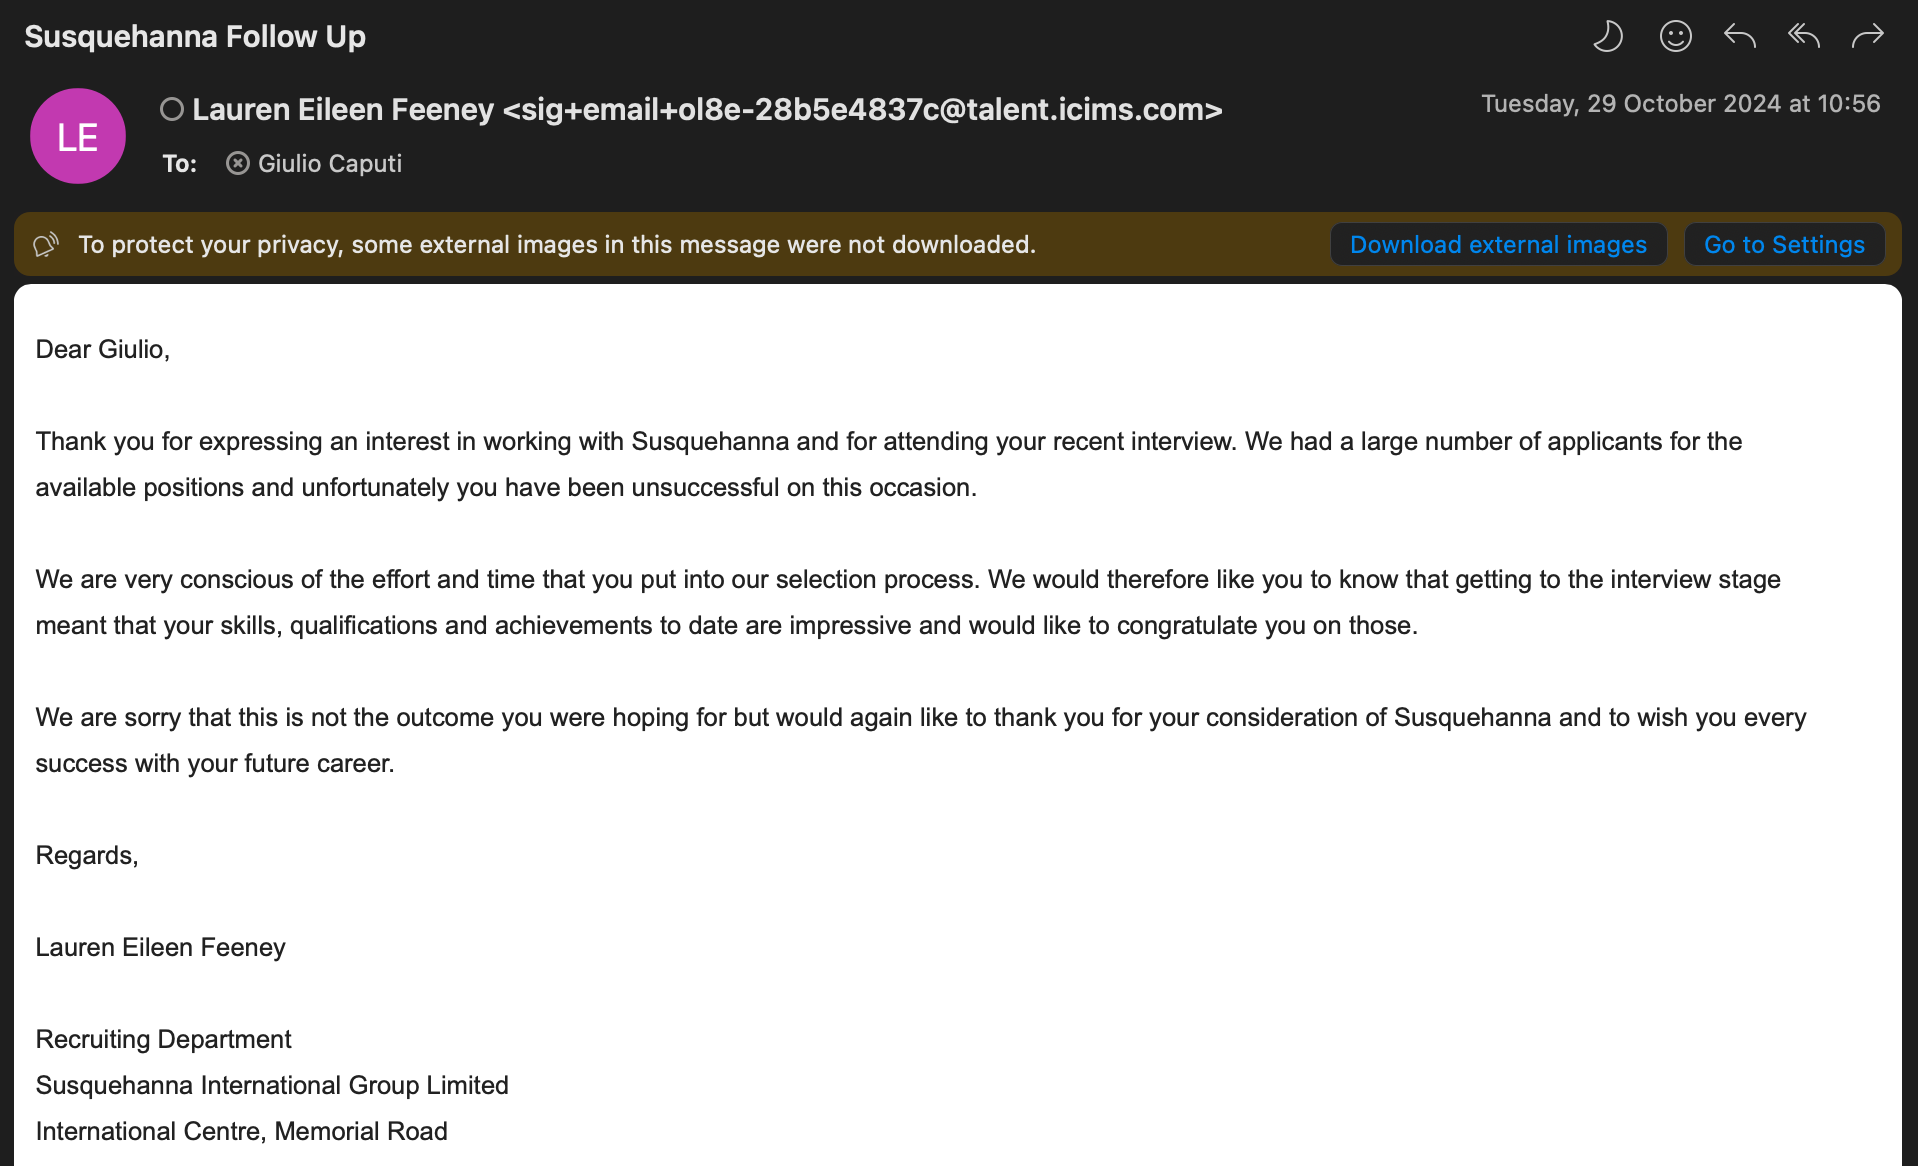 Susquehanna Follow Up
LE
Lauren Eileen Feeney <sig+email+ol8e-28b5e4837c@talent.icims.com>
Tuesday, 29 October 2024 at 10:56
To: Giulio Caputi
To protect your privacy, some external images in this message were not downloaded.
Download external images
Go to Settings
Dear Giulio,
Thank you for expressing an interest in working with Susquehanna and for attending your recent interview. We had a large number of applicants for the
available positions and unfortunately you have been unsuccessful on this occasion.
We are very conscious of the effort and time that you put into our selection process. We would therefore like you to know that getting to the interview stage
meant that your skills, qualifications and achievements to date are impressive and would like to congratulate you on those.
We are sorry that this is not the outcome you were hoping for but would again like to thank you for your consideration of Susquehanna and to wish you every
success with your future career.
Regards,
Lauren Eileen Feeney
Recruiting Department
Susquehanna International Group Limited
International Centre, Memorial Road